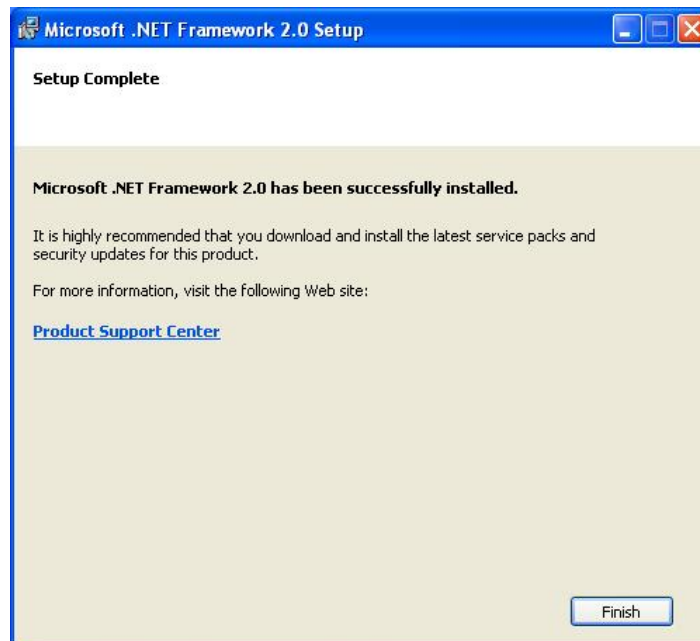 Microsoft .NET Framework 2.0 Setup
Setup Complete
Microsoft .NET Framework 2.0 has been successfully installed.
It is highly recommended that you download and install the latest service packs and
security updates for this product.
For more information, visit the following Web site:
Product Support Center
Finish